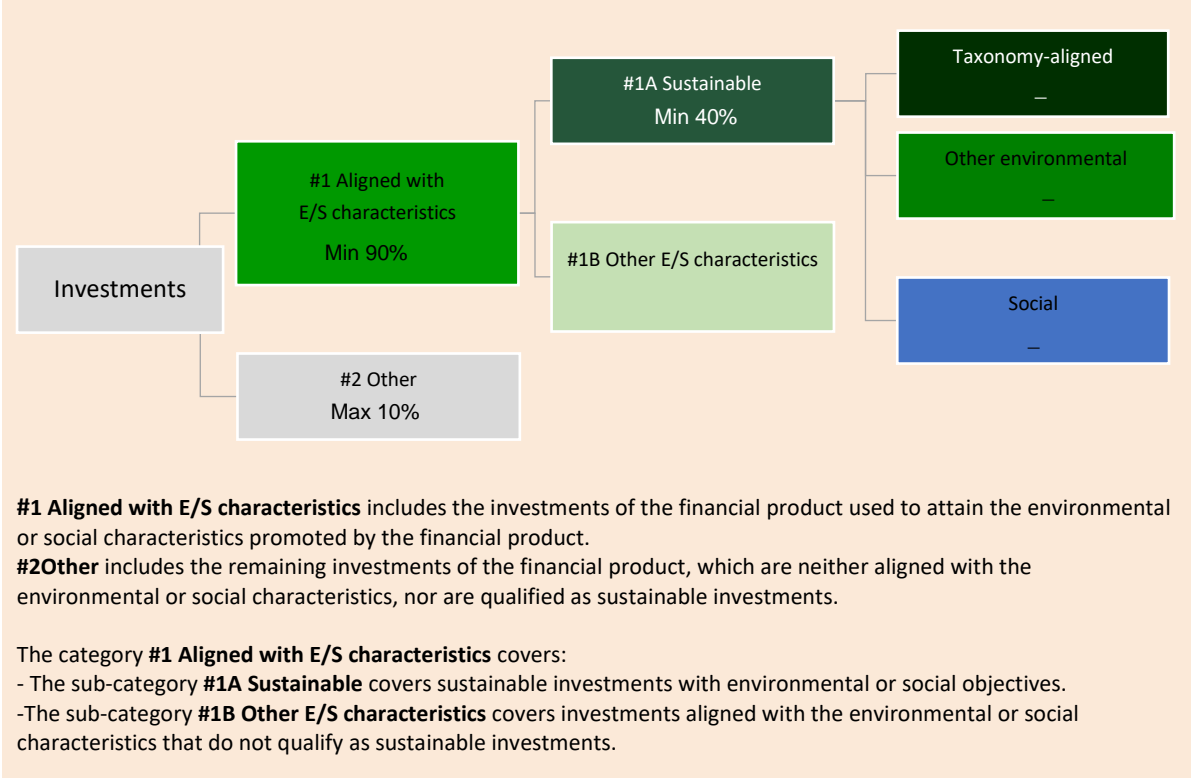 Taxonomy-aligned
_
#1A Sustainable
Min 40%
Other environmental
_
#1 Aligned with
E/S characteristics
Min 90%
#1B Other E/S characteristics
Investments
Social
_
#2 Other
Max 10%
#1 Aligned with E/S characteristics includes the investments of the financial product used to attain the environmental
or social characteristics promoted by the financial product.
#2Other includes the remaining investments of the financial product, which are neither aligned with the
environmental or social characteristics, nor are qualified as sustainable investments.
The category #1 Aligned with E/S characteristics covers:
- The sub-category #1A Sustainable covers sustainable investments with environmental or social objectives.
-The sub-category #1B Other E/S characteristics covers investments aligned with the environmental or social
characteristics that do not qualify as sustainable investments.